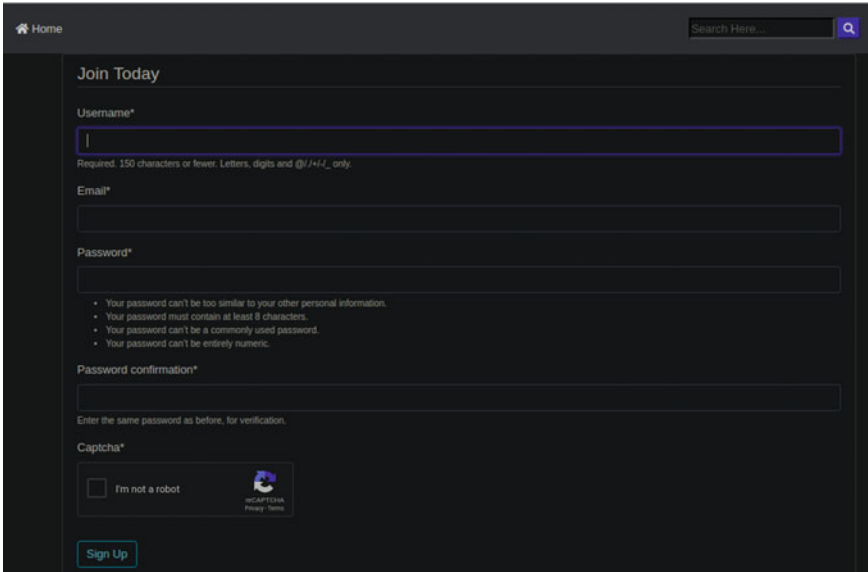 Home
Search Here...
Join Today
Username*
Required. 150 characters or fewer. Letters, digits and @/./+/-/_ only.
Email*
Password*
Your password can't be too similar to your other personal information.
Your password must contain at least 8 characters.
Your password can't be a commonly used password.
Your password can't be entirely numeric.
Password confirmation*
Enter the same password as before, for verification.
Captcha*
I'm not a robot
reCAPTCHA
Privacy - Terms
Sign Up